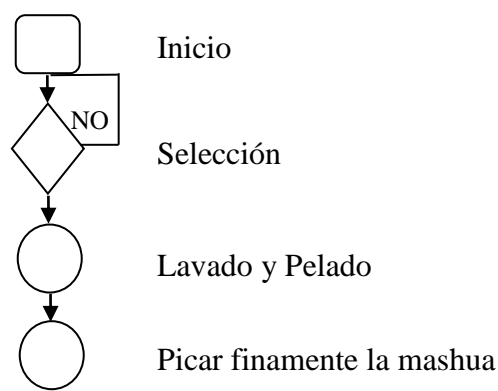 Inicio
NO
Selección
Lavado y Pelado
Picar finamente la mashua